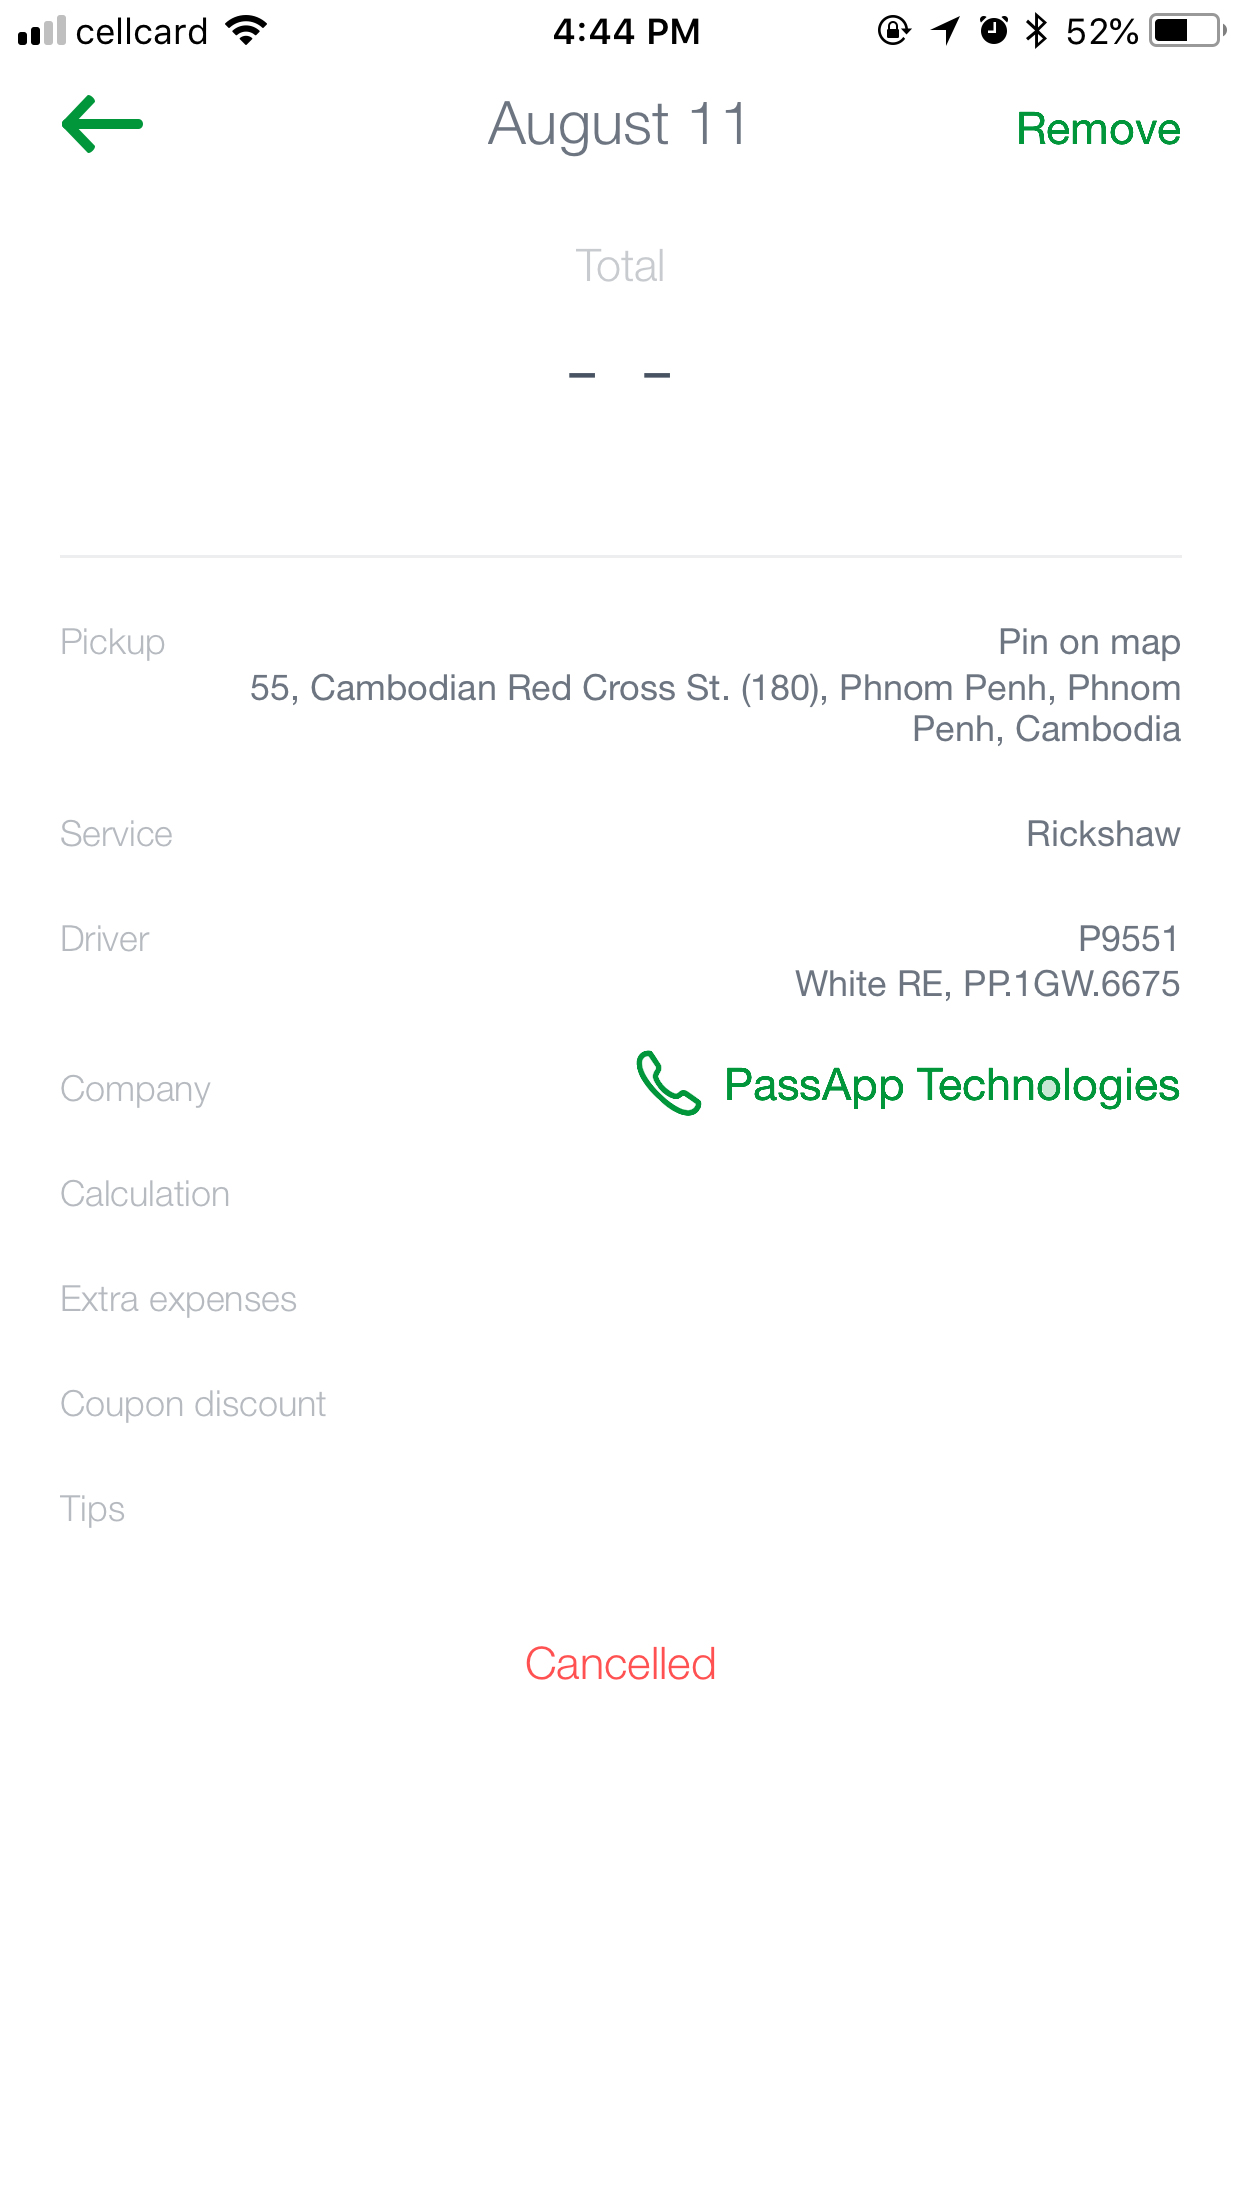 cellcard
4:44 PM
52%
August 11
Remove
Total
– –
Pickup
Pin on map
55, Cambodian Red Cross St. (180), Phnom Penh, Phnom
Penh, Cambodia
Service
Rickshaw
Driver
P9551
White RE, PP.1GW.6675
Company
PassApp Technologies
Calculation
Extra expenses
Coupon discount
Tips
Cancelled